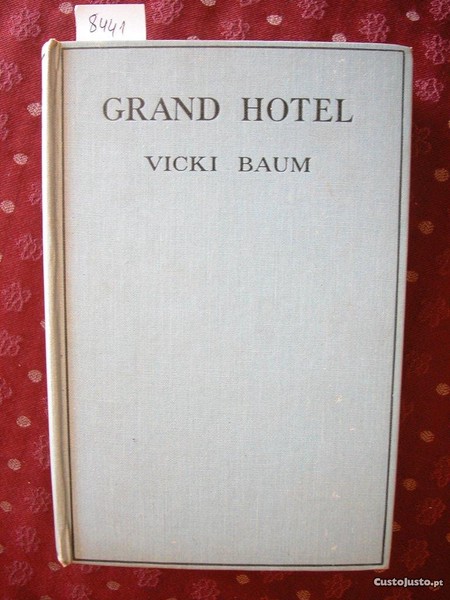 8441
GRAND HOTEL
VICKI BAUM
CustoJusto.pt